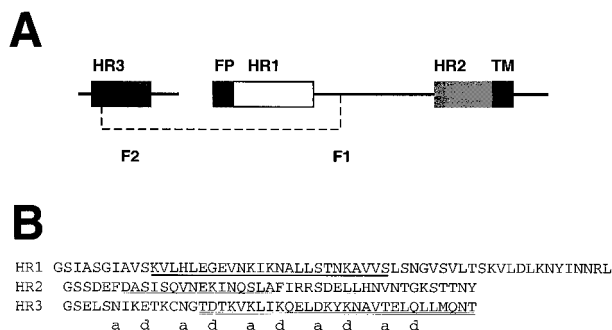 A
HR3 FP HR1 HR2 TM
F2 F1
B
HR1 GSIASGIAVSKVLHLEGEVNKIKNALLSTNKAVVSLSNGVSVLTSKVLDLKNYINNRL
HR2 GSSDEFDASISQVNEKINQSLAFIRRSDELLHNVNTGKSTTNY
HR3 GSELSNIKETKCNGTDTKVKLIKQELDKYKNAVTELQLLMQNT
a d a d a d a d a d